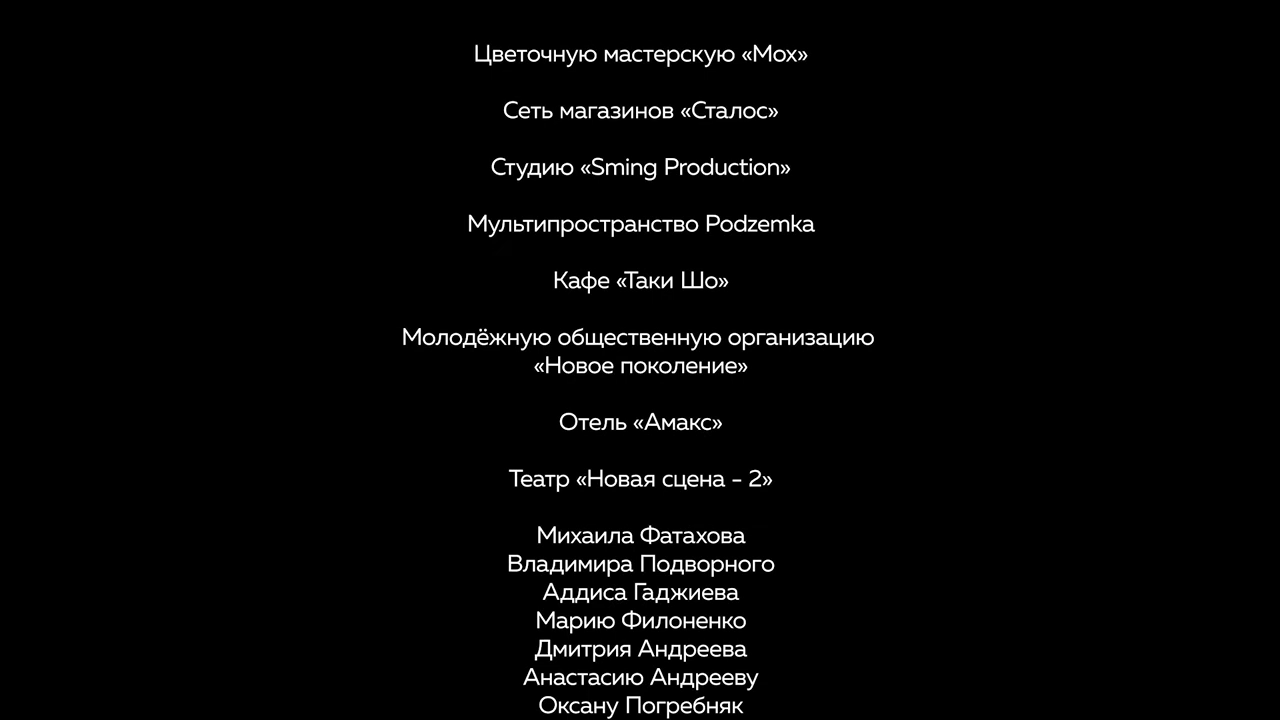 Цветочную мастерскую «Мох»
Сеть магазинов «Сталос»
Студию «Sming Production»
Мультипространство Podzemka
Кафе «Таки Шо»
Молодёжную общественную организацию
«Новое поколение»
Отель «Амакс»
Театр «Новая сцена - 2»
Михаила Фатахова
Владимира Подворного
Аддиса Гаджиева
Марию Филоненко
Дмитрия Андреева
Анастасию Андрееву
Оксану Погребняк